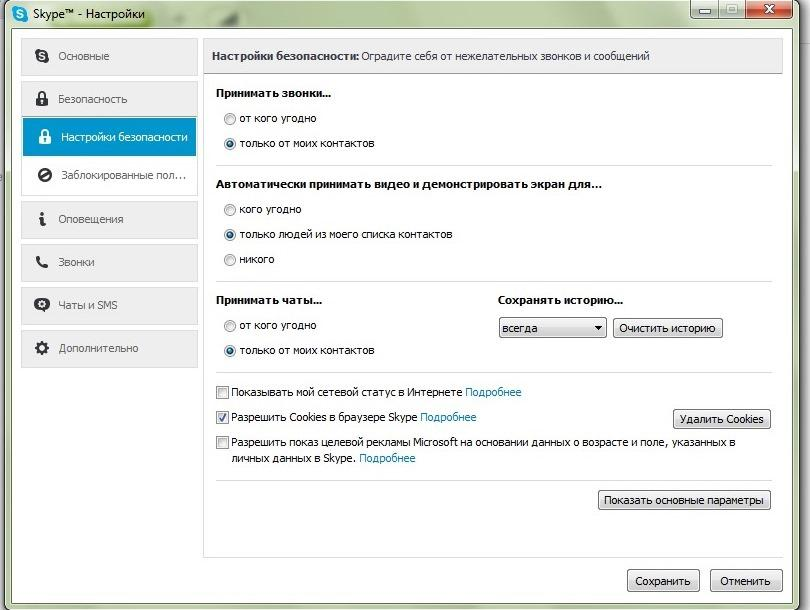 Skype™ - Настройки
Основные
Безопасность
Настройки безопасности
Заблокированные пол...
Оповещения
Звонки
Чаты и SMS
Дополнительно
Настройки безопасности: Оградите себя от нежелательных звонков и сообщений
Принимать звонки...
от кого угодно
только от моих контактов
Автоматически принимать видео и демонстрировать экран для...
кого угодно
только людей из моего списка контактов
никого
Принимать чаты...
от кого угодно
только от моих контактов
Сохранять историю...
всегда
Очистить историю
Показывать мой сетевой статус в Интернете Подробнее
Разрешить Cookies в браузере Skype Подробнее
Удалить Cookies
Разрешить показ целевой рекламы Microsoft на основании данных о возрасте и поле, указанных в
личных данных в Skype. Подробнее
Показать основные параметры
Сохранить
Отменить